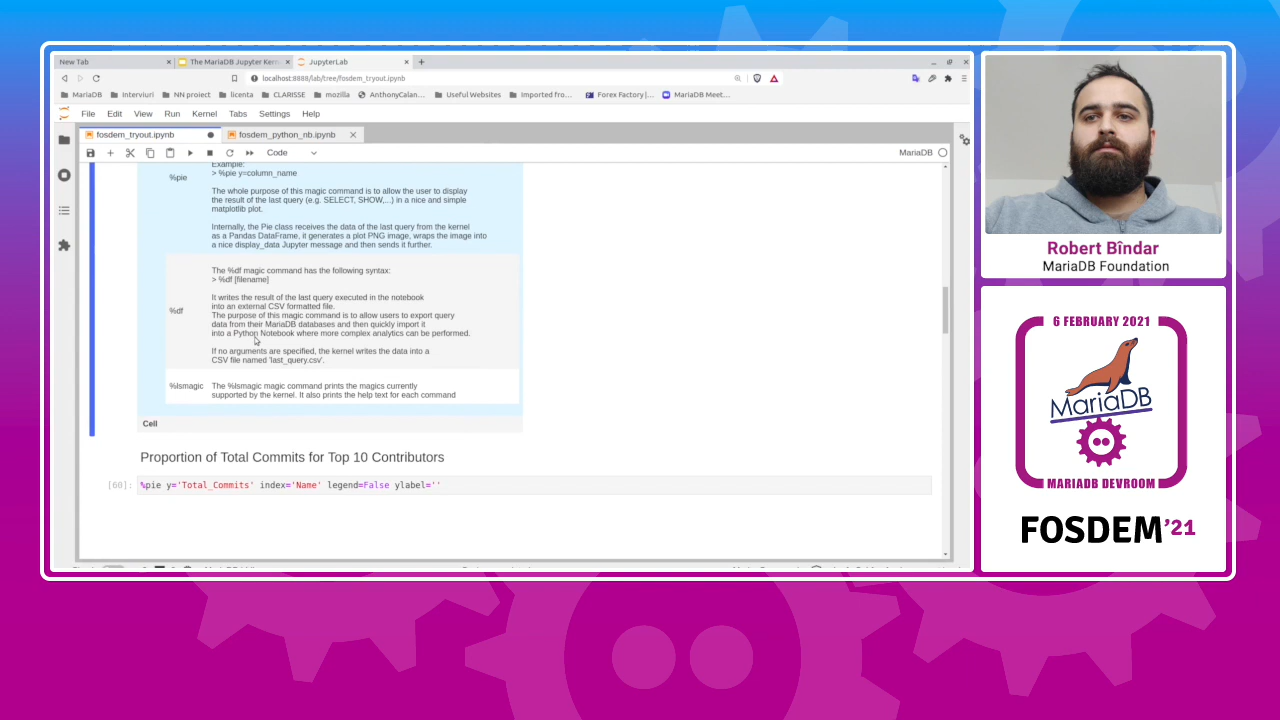 New Tab
The MariaDB Jupyter Kern
JupyterLab
localhost:8888/lab/tree/fosdem_tryout.ipynb
MariaDB
Interviuri
NN proiect
licenta
CLARISSE
mozilla
AnthonyCalan...
Useful Websites
Imported fro...
Forex Factory |...
MariaDB Meet...
File Edit View Run Kernel Tabs Settings Help
fosdem_tryout.ipynb
fosdem_python_nb.ipynb
Code
MariaDB
Example:
%pie
> %pie y=column_name
The whole purpose of this magic command is to allow the user to display
the result of the last query (e.g. SELECT, SHOW,...) in a nice and simple
matplotlib plot.
Internally, the Pie class receives the data of the last query from the kernel
as a Pandas DataFrame, it generates a plot PNG image, wraps the image into
a nice display_data Jupyter message and then sends it further.
%df
The %df magic command has the following syntax:
> %df [filename]
It writes the result of the last query executed in the notebook
into an external CSV formatted file.
The purpose of this magic command is to allow users to export query
data from their MariaDB databases and then quickly import it
into a Python Notebook where more complex analytics can be performed.
If no arguments are specified, the kernel writes the data into a
CSV file named 'last_query.csv'.
%lsmagic
The %lsmagic magic command prints the magics currently
supported by the kernel. It also prints the help text for each command
Cell
Proportion of Total Commits for Top 10 Contributors
[60]: %pie y='Total_Commits' index='Name' legend=False ylabel=''
Robert Bîndar
MariaDB Foundation
6 FEBRUARY 2021
MariaDB
MARIADB DEVROOM
FOSDEM'21